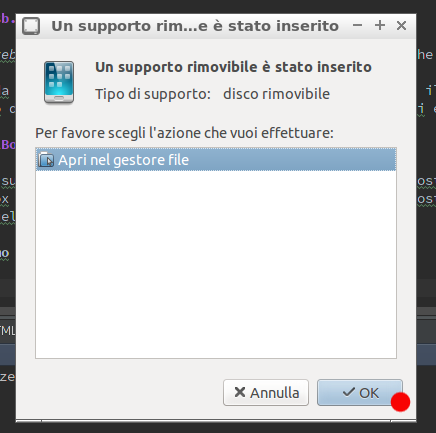 Un supporto rim...e è stato inserito
Un supporto rimovibile è stato inserito
Tipo di supporto: disco rimovibile
Per favore scegli l'azione che vuoi effettuare:
Apri nel gestore file
Annulla
OK